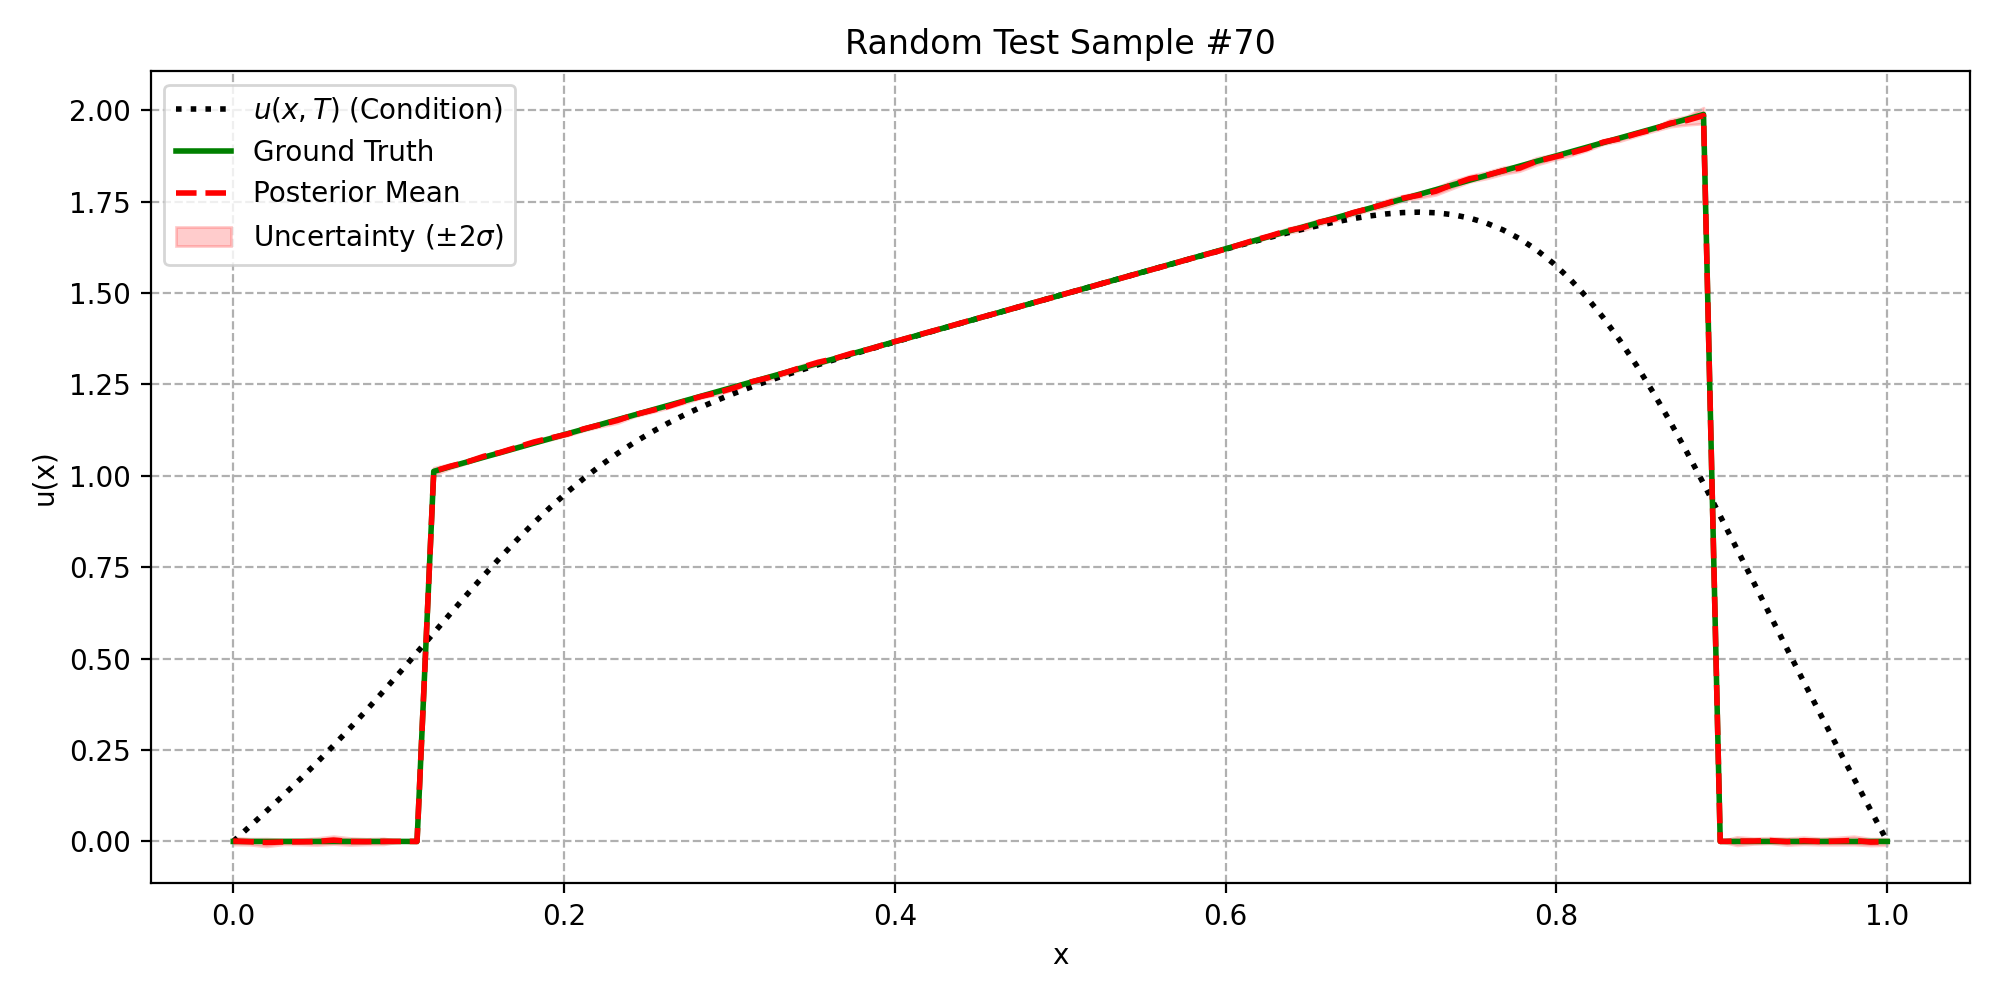 Random Test Sample #70
u(x, T) (Condition)
Ground Truth
Posterior Mean
Uncertainty (±2σ)
2.00
1.75
1.50
1.25
1.00
0.75
0.50
0.25
0.00
u(x)
0.0 0.2 0.4 0.6 0.8 1.0
x